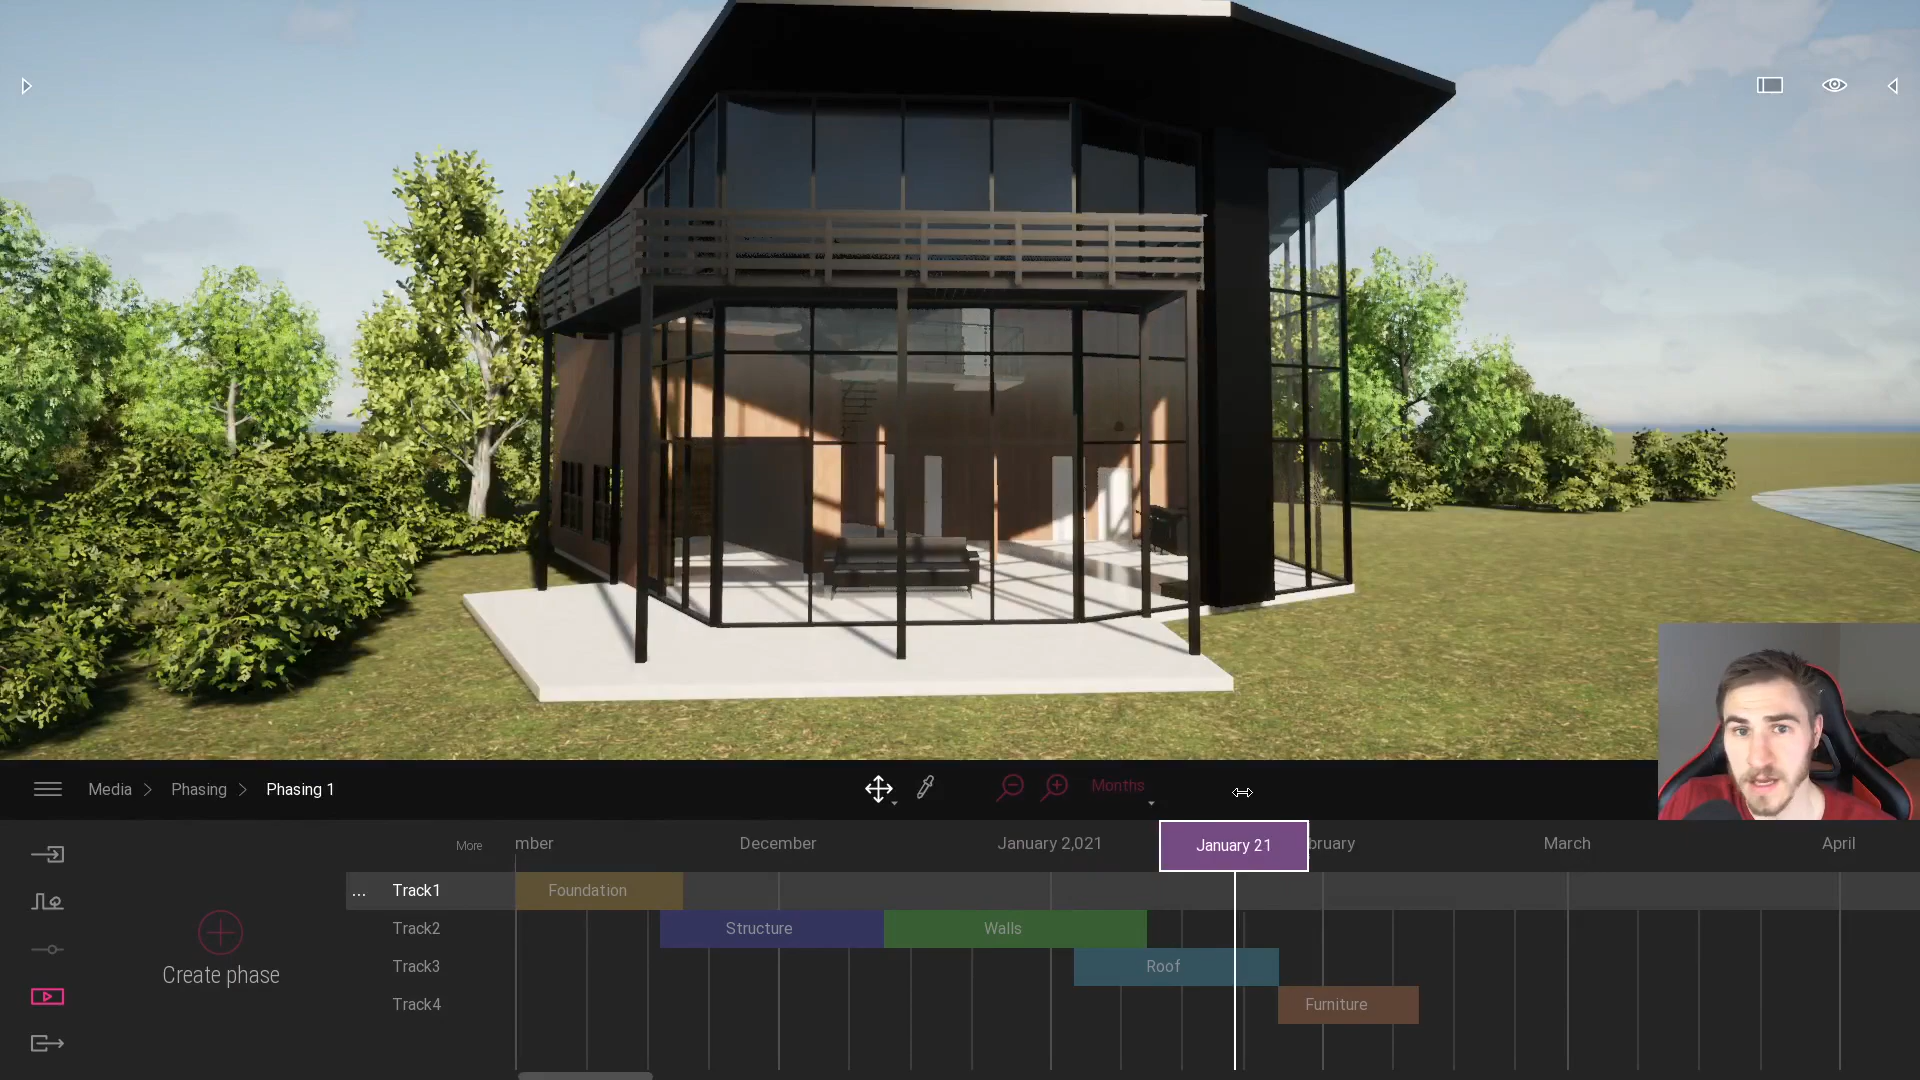 Media Phasing Phasing 1
Months
More mber December January 2,021 January 21 bruary March April
Track1 Foundation
Track2 Structure Walls
Track3 Roof
Track4 Furniture
Create phase